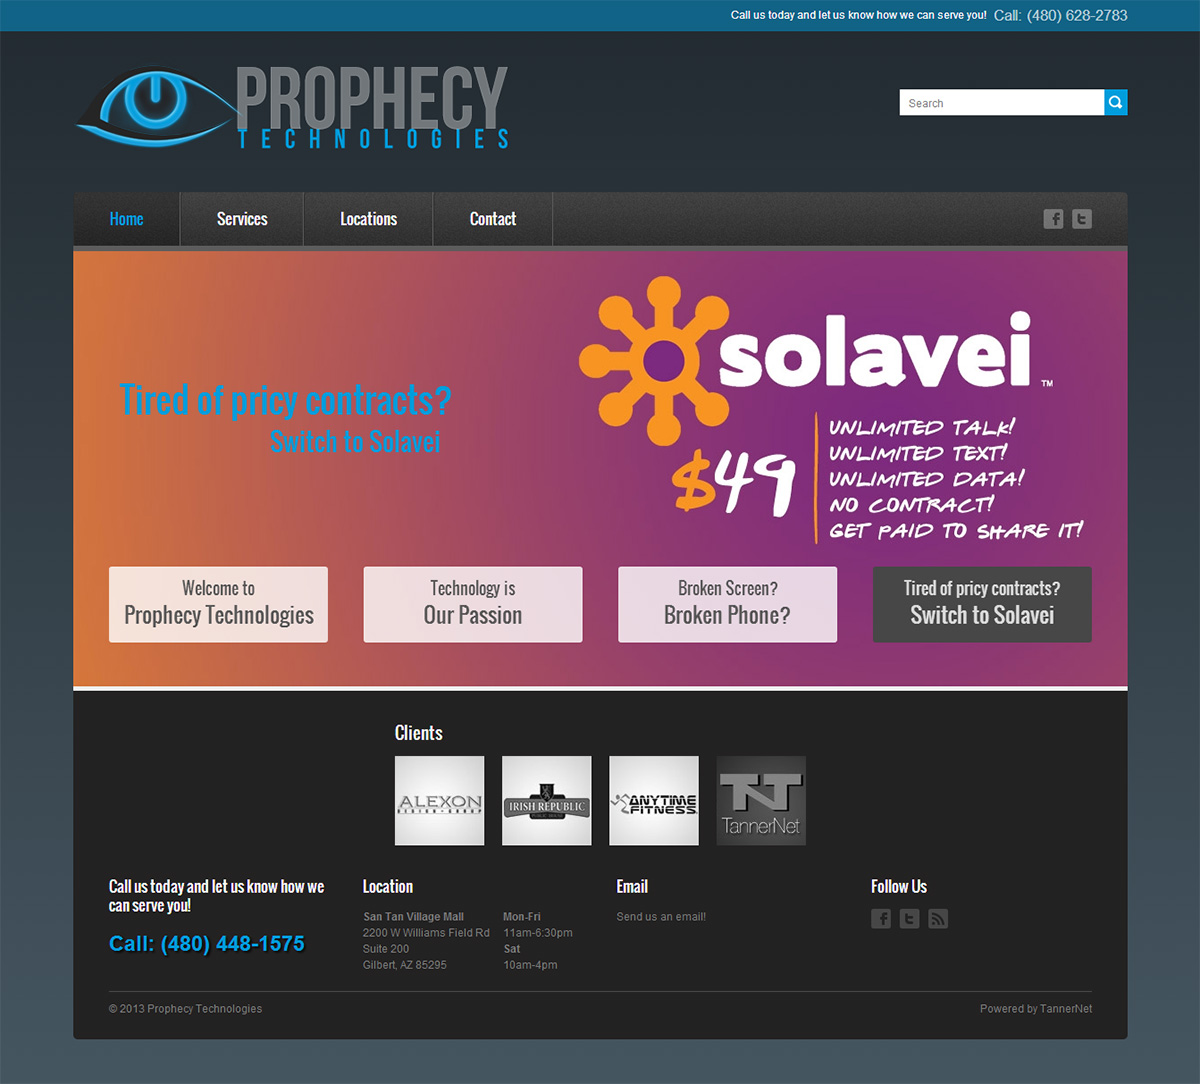 Call us today and let us know how we can serve you! Call: (480) 628-2783
PROPHECY
TECHNOLOGIES
Search
Home Services Locations Contact
solavei™
Tired of pricy contracts?
Switch to Solavei
$49
UNLIMITED TALK!
UNLIMITED TEXT!
UNLIMITED DATA!
NO CONTRACT!
GET PAID TO SHARE IT!
Welcome to
Prophecy Technologies
Technology is
Our Passion
Broken Screen?
Broken Phone?
Tired of pricy contracts?
Switch to Solavei
Clients
ALEXON
DESIGN GROUP
IRISH REPUBLIC
PUBLIC HOUSE
ANYTIME
FITNESS
TNT
TannerNet
Call us today and let us know how we
can serve you!
Call: (480) 448-1575
Location
San Tan Village Mall
2200 W Williams Field Rd
Suite 200
Gilbert, AZ 85295
Mon-Fri
11am-6:30pm
Sat
10am-4pm
Email
Send us an email!
Follow Us
© 2013 Prophecy Technologies
Powered by TannerNet